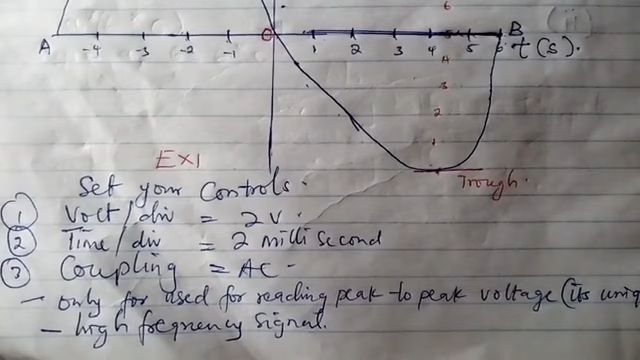 6
A -4 -3 -2 -1 0 1 2 3 4 5 6 B
t (s).
5
4
3
2
1
EX1
Trough.
Set your Controls.
① Volt/div = 2V.
② Time/div = 2 milli Second
③ Coupling = AC-
- only for used for reading peak to peak voltage (its uniq
- high frequency signal.